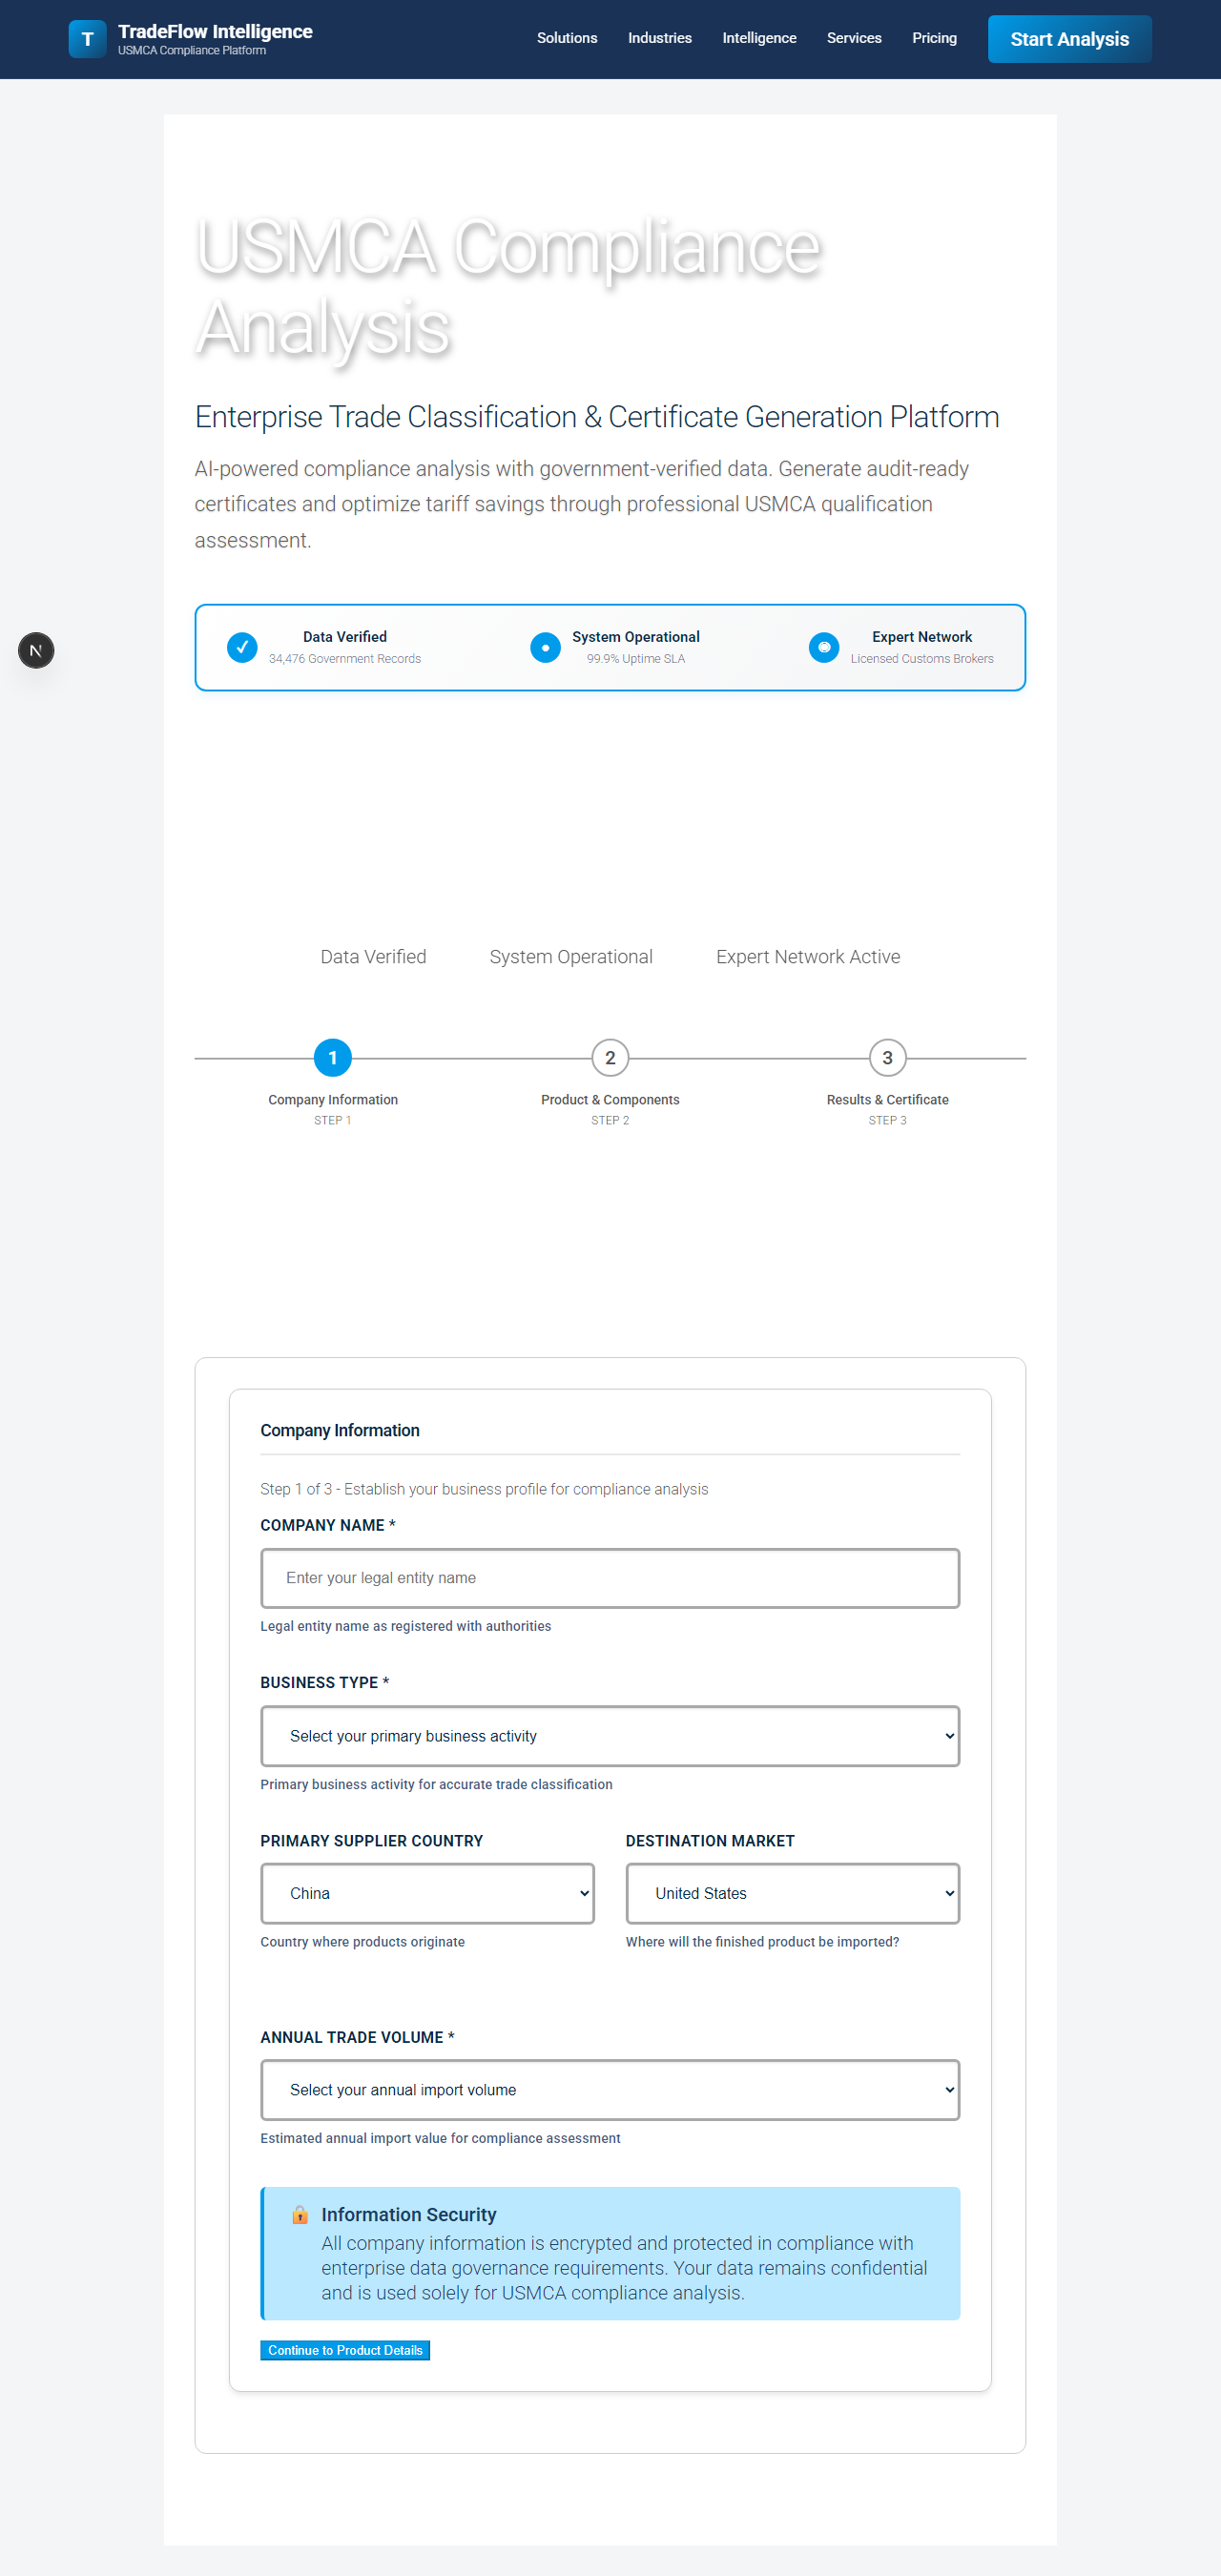 T
TradeFlow Intelligence
USMCA Compliance Platform
Solutions
Industries
Intelligence
Services
Pricing
Start Analysis
USMCA Compliance
Analysis
Enterprise Trade Classification & Certificate Generation Platform
AI-powered compliance analysis with government-verified data. Generate audit-ready
certificates and optimize tariff savings through professional USMCA qualification
assessment.
✓
Data Verified
34,476 Government Records
System Operational
99.9% Uptime SLA
Expert Network
Licensed Customs Brokers
N
Data Verified
System Operational
Expert Network Active
1
Company Information
STEP 1
2
Product & Components
STEP 2
3
Results & Certificate
STEP 3
Company Information
Step 1 of 3 - Establish your business profile for compliance analysis
COMPANY NAME *
Enter your legal entity name
Legal entity name as registered with authorities
BUSINESS TYPE *
Select your primary business activity
Primary business activity for accurate trade classification
PRIMARY SUPPLIER COUNTRY
China
Country where products originate
DESTINATION MARKET
United States
Where will the finished product be imported?
ANNUAL TRADE VOLUME *
Select your annual import volume
Estimated annual import value for compliance assessment
🔒 Information Security
All company information is encrypted and protected in compliance with
enterprise data governance requirements. Your data remains confidential
and is used solely for USMCA compliance analysis.
Continue to Product Details